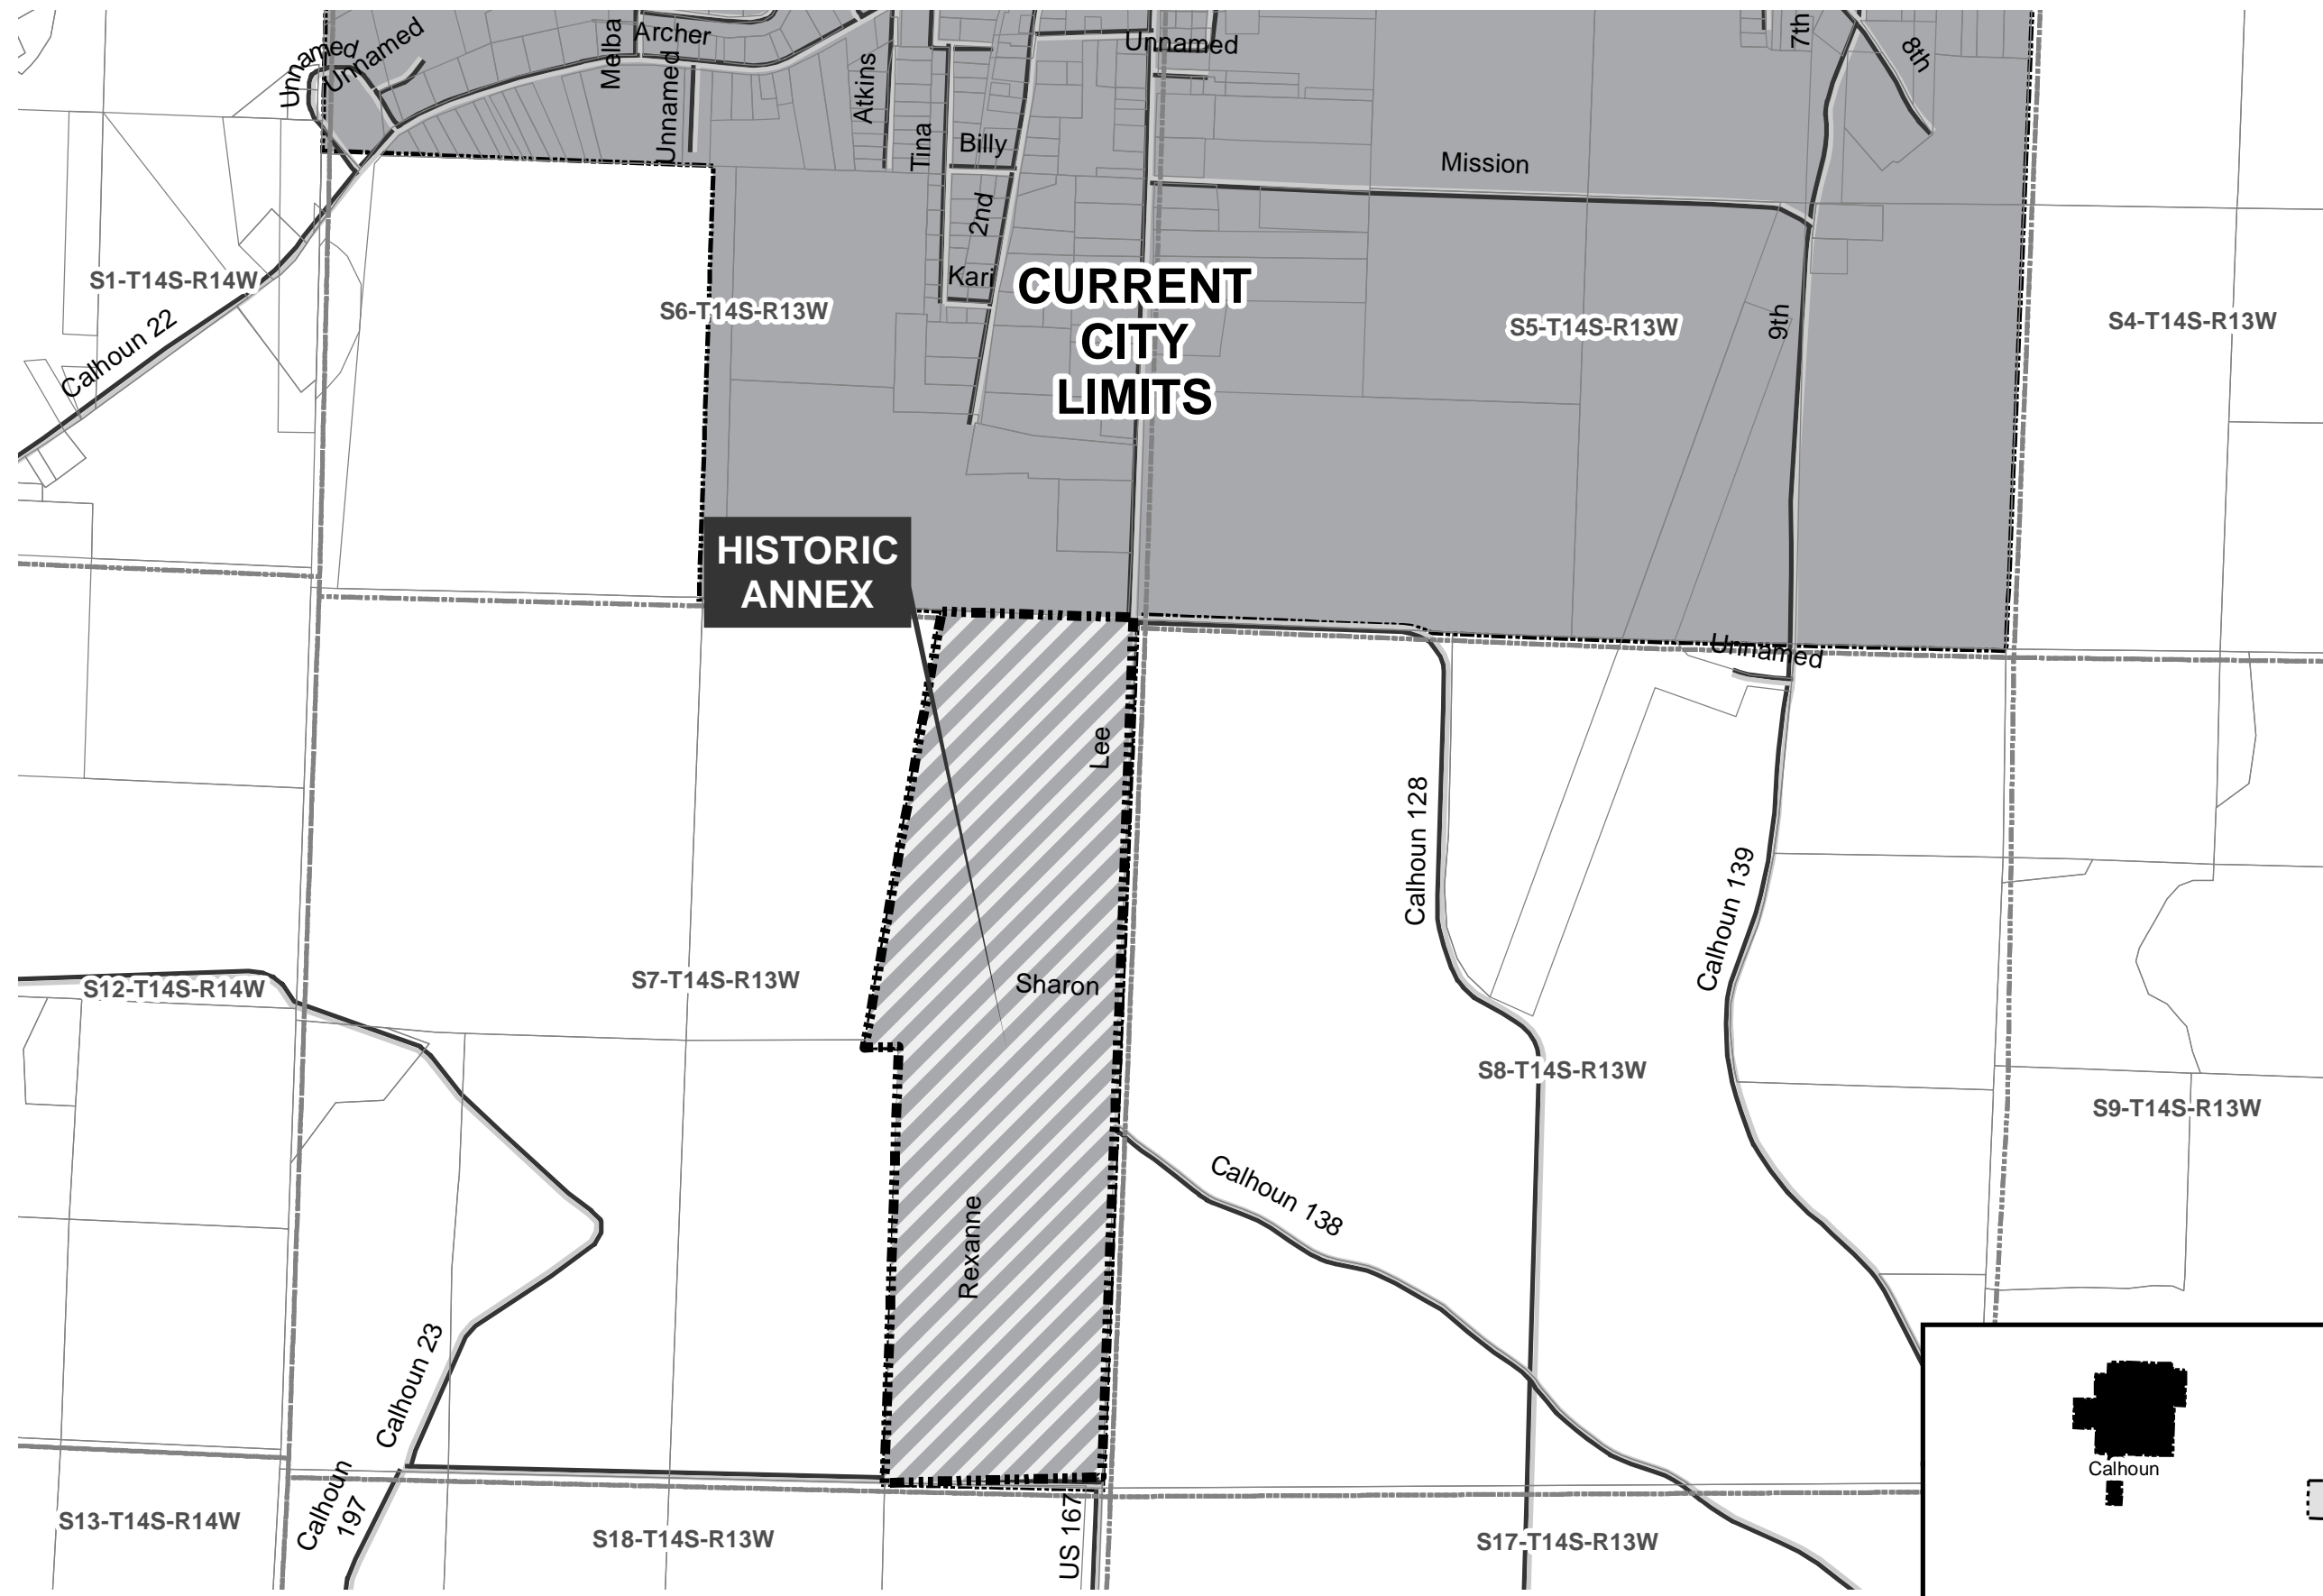 Archer
Melba
Unnamed
Unnamed
Unnamed
Unnamed
Atkins
Tina
Billy
2nd
Kari
Unnamed
Mission
7th
8th
9th
S1-T14S-R14W
Calhoun 22
S6-T14S-R13W
CURRENT
CITY
LIMITS
S5-T14S-R13W
S4-T14S-R13W
HISTORIC
ANNEX
Unnamed
Lee
Calhoun 128
Calhoun 139
S12-T14S-R14W
S7-T14S-R13W
Sharon
S8-T14S-R13W
S9-T14S-R13W
Calhoun 138
Rexanne
Calhoun 23
Calhoun
197
S13-T14S-R14W
S18-T14S-R13W
US 167
S17-T14S-R13W
Calhoun